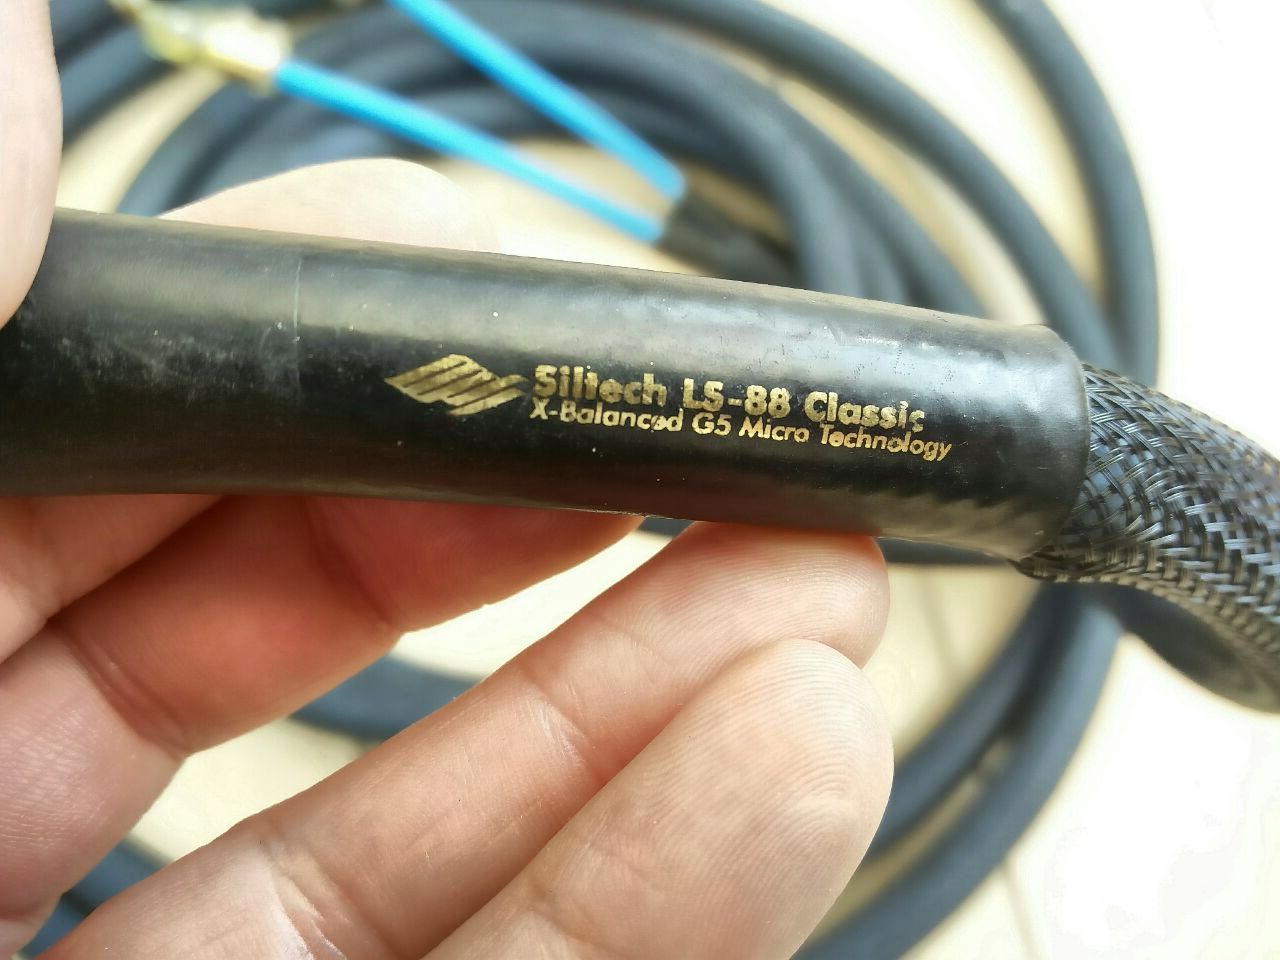 Siltech LS-88 Classic
X-Balanced G5 Micro Technology